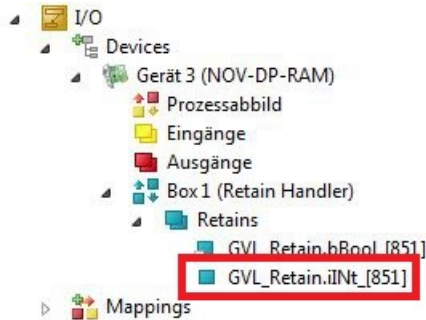 I/O
Devices
Gerät 3 (NOV-DP-RAM)
Prozessabbild
Eingänge
Ausgänge
Box 1 (Retain Handler)
Retains
GVL_Retain.bBool_[851]
GVL_Retain.iINt_[851]
Mappings